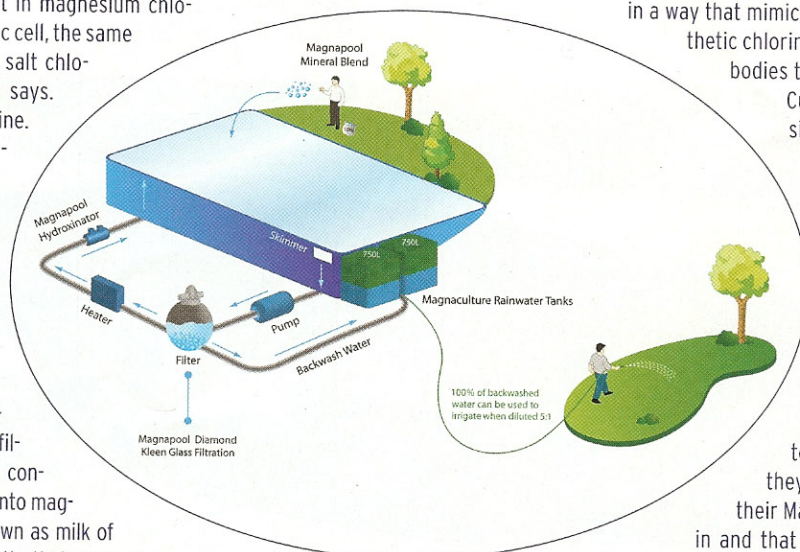 t in magnesium chlo-
c cell, the same
salt chlo-
says.
ine.
in a way that mimic
thetic chlorin
bodies t
si
Magnapool
Mineral Blend
Magnapool
Hydroxinator
Skimmer
750L
750L
Magnaculture Rainwater Tanks
Heater
Pump
Filter
Backwash Water
100% of backwashed
water can be used to
irrigate when diluted 5:1
Magnapool Diamond
Kleen Glass Filtration
fil-
con-
nto mag-
wn as milk of
they
their Ma
in and that